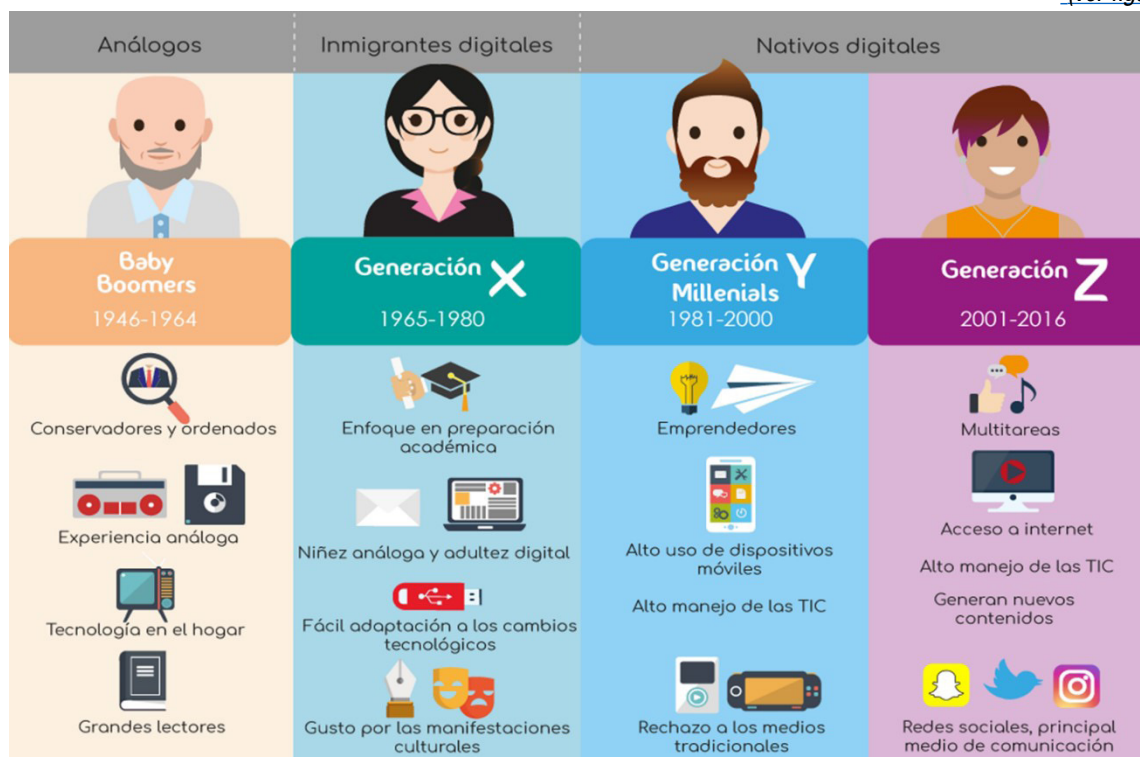 Análogos
Inmigrantes digitales
Nativos digitales
Baby
Boomers
1946-1964
Conservadores y ordenados
Experiencia análoga
Tecnología en el hogar
Grandes lectores
Generación X
1965-1980
Enfoque en preparación
académica
Niñez análoga y adultez digital
Fácil adaptación a los cambios
tecnológicos
Gusto por las manifestaciones
culturales
Generación Y
Millenials
1981-2000
Emprendedores
Alto uso de dispositivos
móviles
Alto manejo de las TIC
Rechazo a los medios
tradicionales
Generación Z
2001-2016
Multitareas
Acceso a internet
Alto manejo de las TIC
Generan nuevos
contenidos
Redes sociales, principal
medio de comunicación